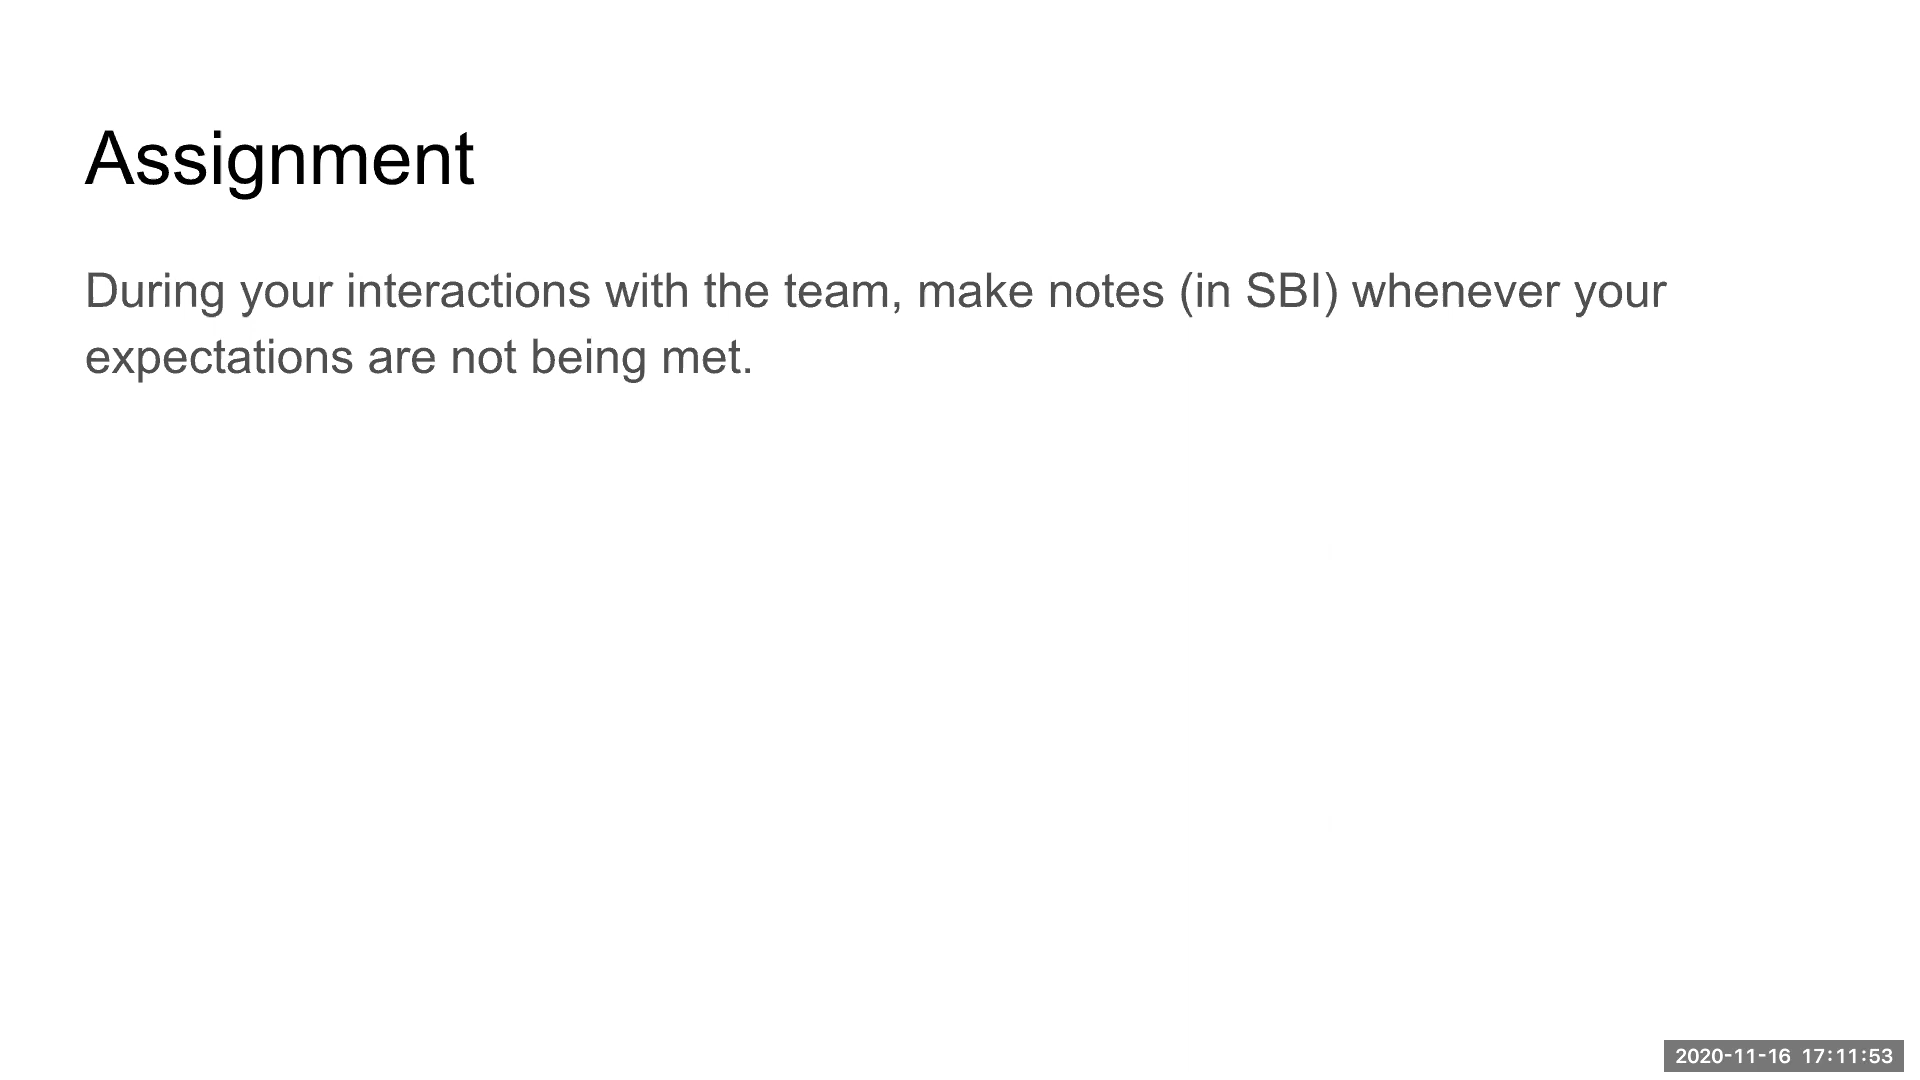 Assignment
During your interactions with the team, make notes (in SBI) whenever your
expectations are not being met.
2020-11-16 17:11:53